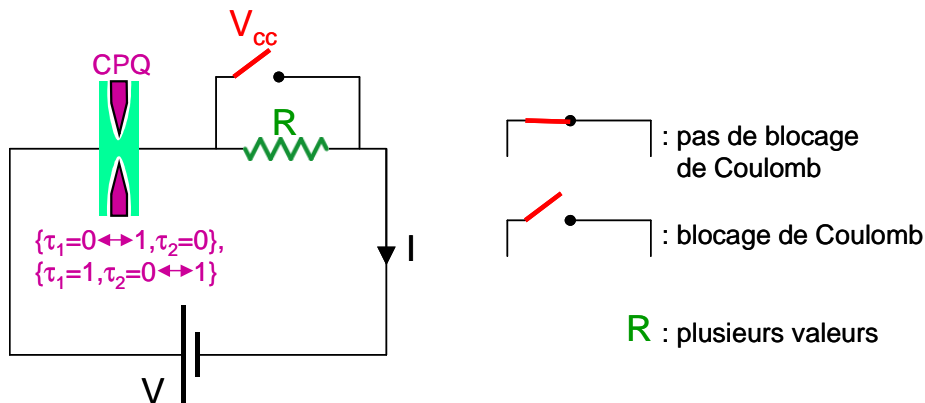 V_cc
CPQ
R
{τ₁=0↔1,τ₂=0},
{τ₁=1,τ₂=0↔1}
I
V
: pas de blocage
de Coulomb
: blocage de Coulomb
R : plusieurs valeurs